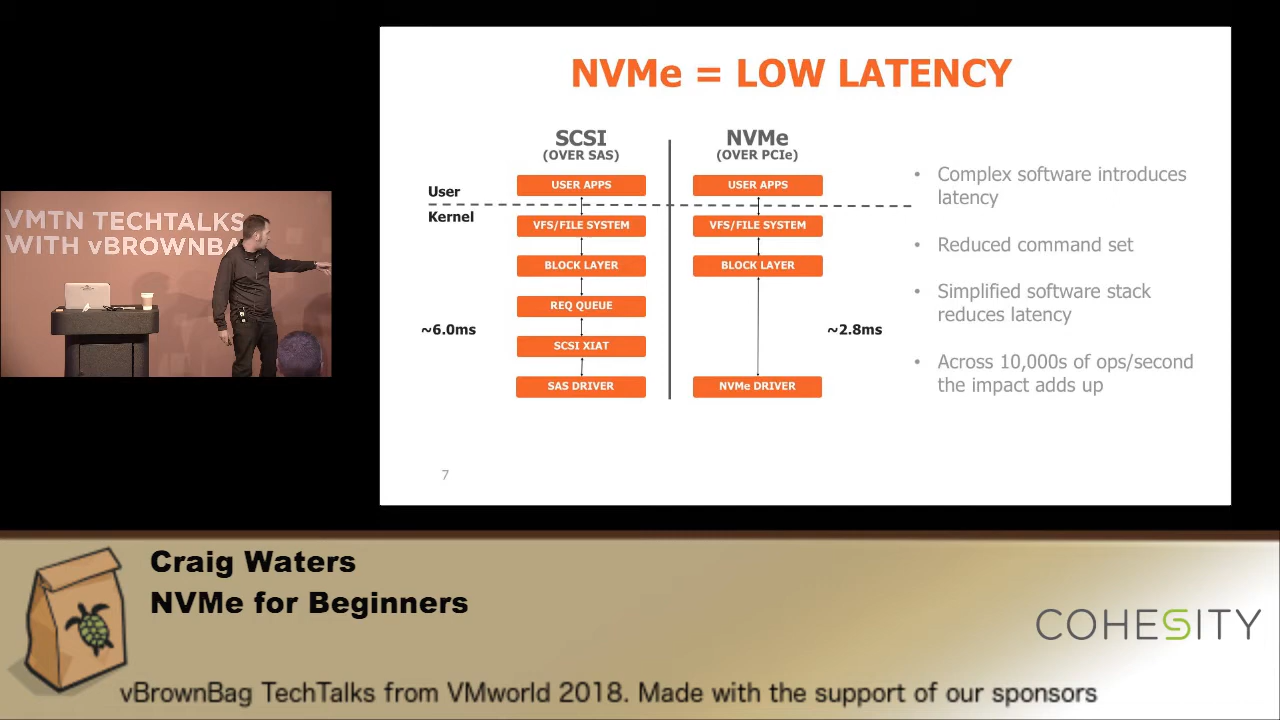 NVMe = LOW LATENCY
SCSI
(OVER SAS)
NVMe
(OVER PCIe)
User
Kernel
USER APPS
VFS/FILE SYSTEM
BLOCK LAYER
REQ QUEUE
SCSI XIAT
SAS DRIVER
~6.0ms
USER APPS
VFS/FILE SYSTEM
BLOCK LAYER
NVMe DRIVER
~2.8ms
• Complex software introduces
latency
• Reduced command set
• Simplified software stack
reduces latency
• Across 10,000s of ops/second
the impact adds up
7
VMTN TECHTALKS
WITH vBROWNBA
Craig Waters
NVMe for Beginners
COHESITY
vBrownBag TechTalks from VMworld 2018. Made with the support of our sponsors